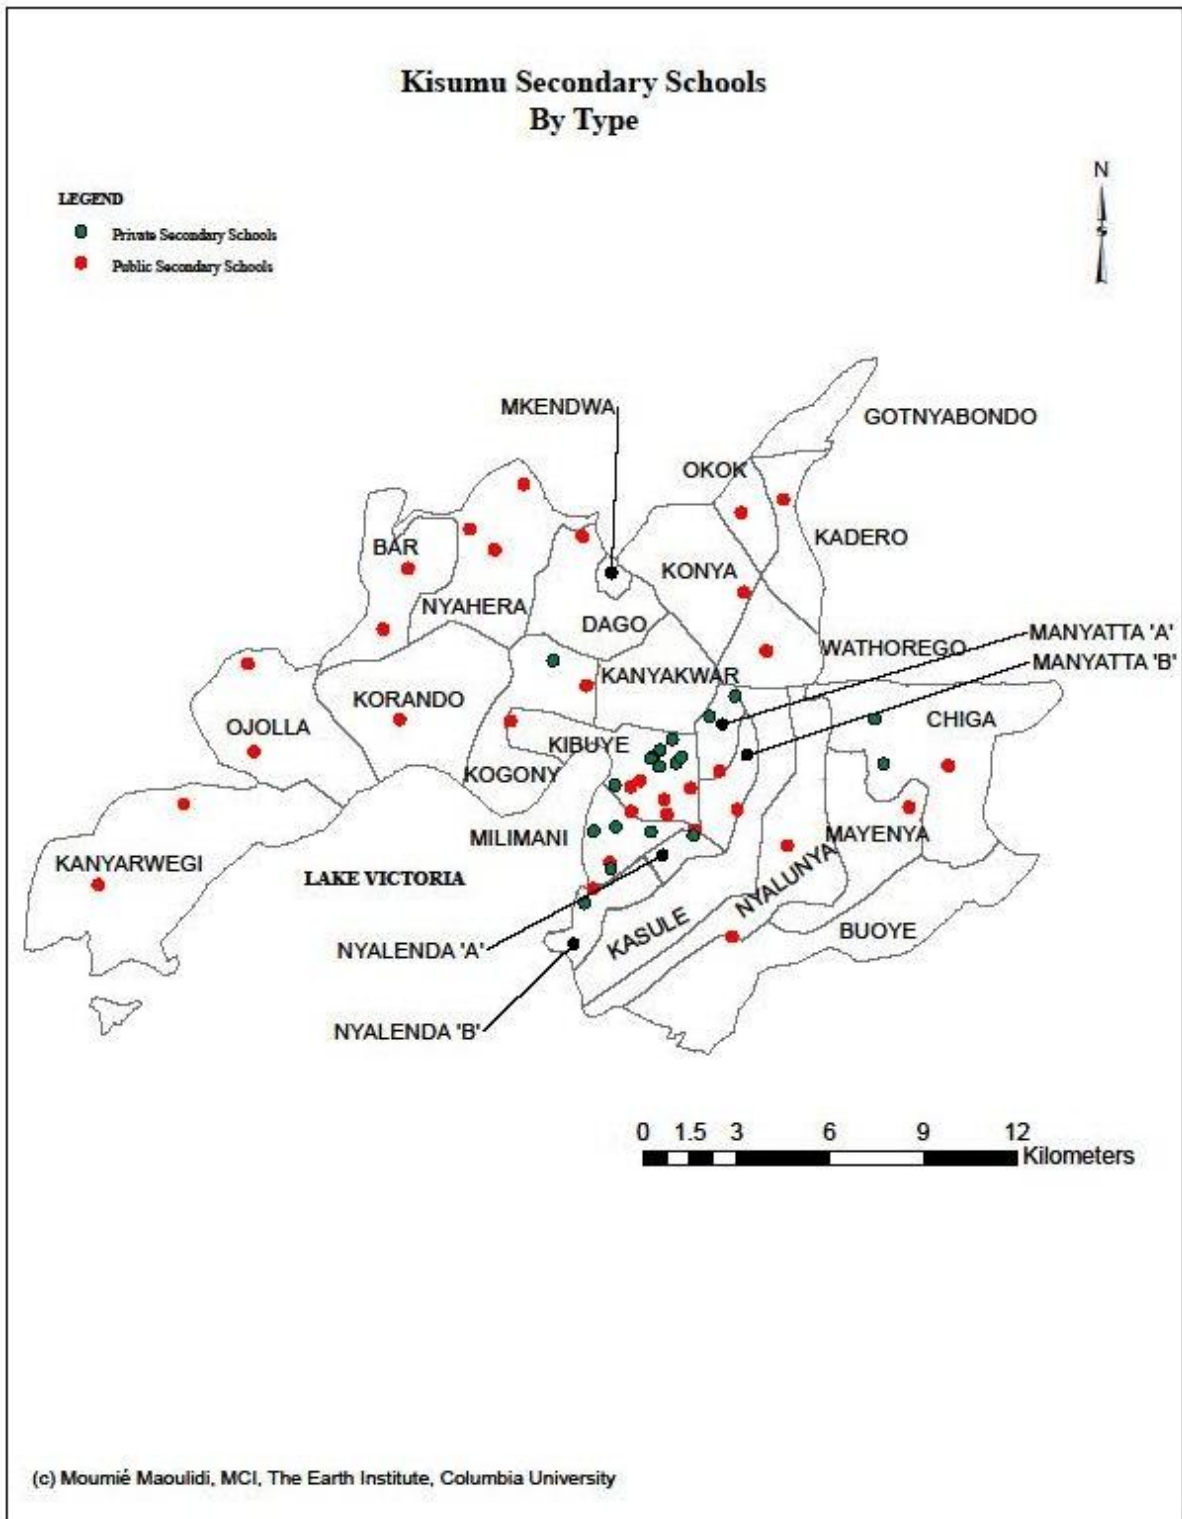 Kisumu Secondary Schools
By Type
N
S
LEGEND
Private Secondary Schools
Public Secondary Schools
MKENDWA
GOTNYABONDO
OKOK
KADERO
BAR
KONYA
NYAHERA
DAGO
MANYATTA 'A'
WATHOREGO
MANYATTA 'B'
KANYAKWAR
KORANDO
OJOLLA
CHIGA
KIBUYE
KOGONY
MILIMANI
MAYENYA
KANYARWEGI
LAKE VICTORIA
NYALUNYA
KASULE
BUOYE
NYALENDA 'A'
NYALENDA 'B'
0 1.5 3 6 9 12
Kilometers
(c) Moumié Maoulidi, MCI, The Earth Institute, Columbia University